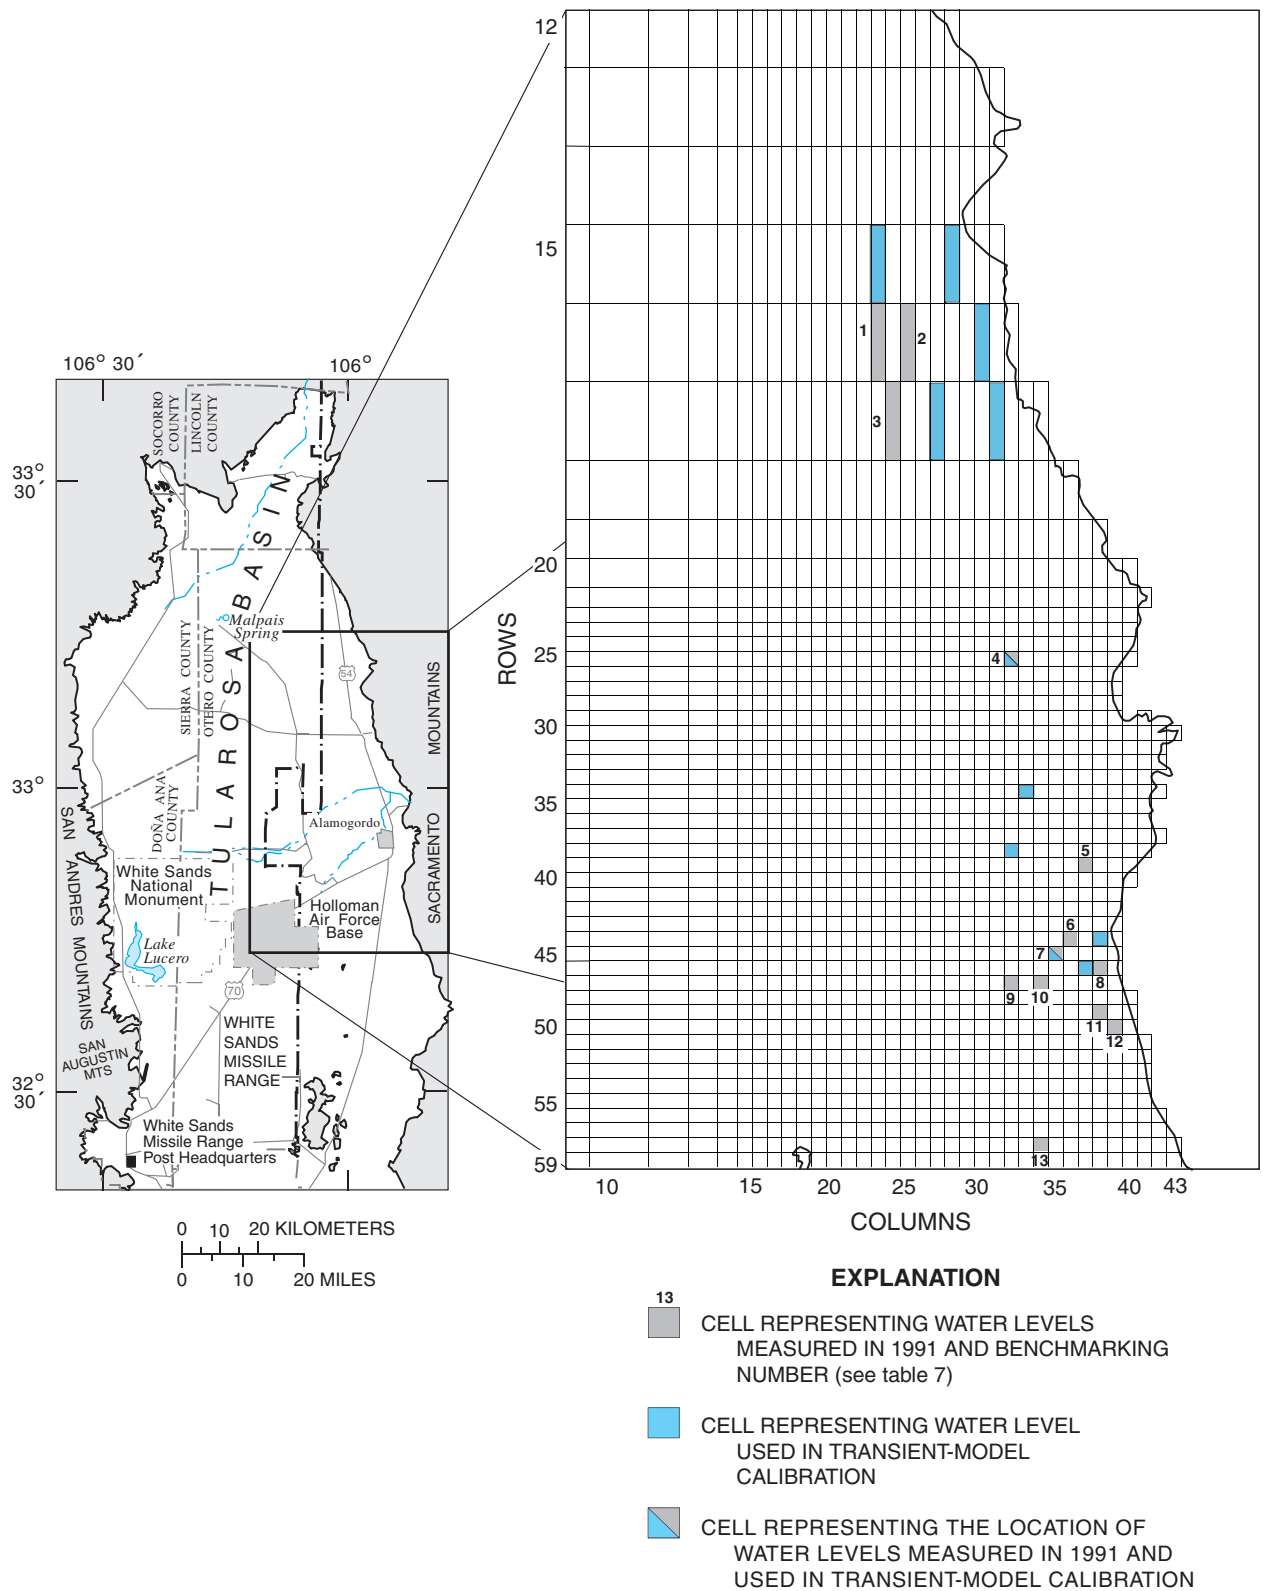 106° 30´
106°
33°
30´
33°
32°
30´
SOCORRO
COUNTY
LINCOLN
COUNTY
TULAROSA BASIN
Malpais
Spring
SIERRA COUNTY
OTERO COUNTY
54
MOUNTAINS
SACRAMENTO
DOÑA ANA
COUNTY
Alamogordo
SAN
ANDRES
MOUNTAINS
White Sands
National
Monument
Holloman
Air Force
Base
Lake
Lucero
70
WHITE
SANDS
MISSILE
RANGE
SAN
AUGUSTIN
MTS
White Sands
Missile Range
Post Headquarters
0 10 20 KILOMETERS
0 10 20 MILES
12
15
20
25
30
35
40
45
50
55
59
ROWS
1
2
3
4
5
6
7
8
9
10
11
12
13
10 15 20 25 30 35 40 43
COLUMNS
EXPLANATION
13
CELL REPRESENTING WATER LEVELS
MEASURED IN 1991 AND BENCHMARKING
NUMBER (see table 7)
CELL REPRESENTING WATER LEVEL
USED IN TRANSIENT-MODEL
CALIBRATION
CELL REPRESENTING THE LOCATION OF
WATER LEVELS MEASURED IN 1991 AND
USED IN TRANSIENT-MODEL CALIBRATION